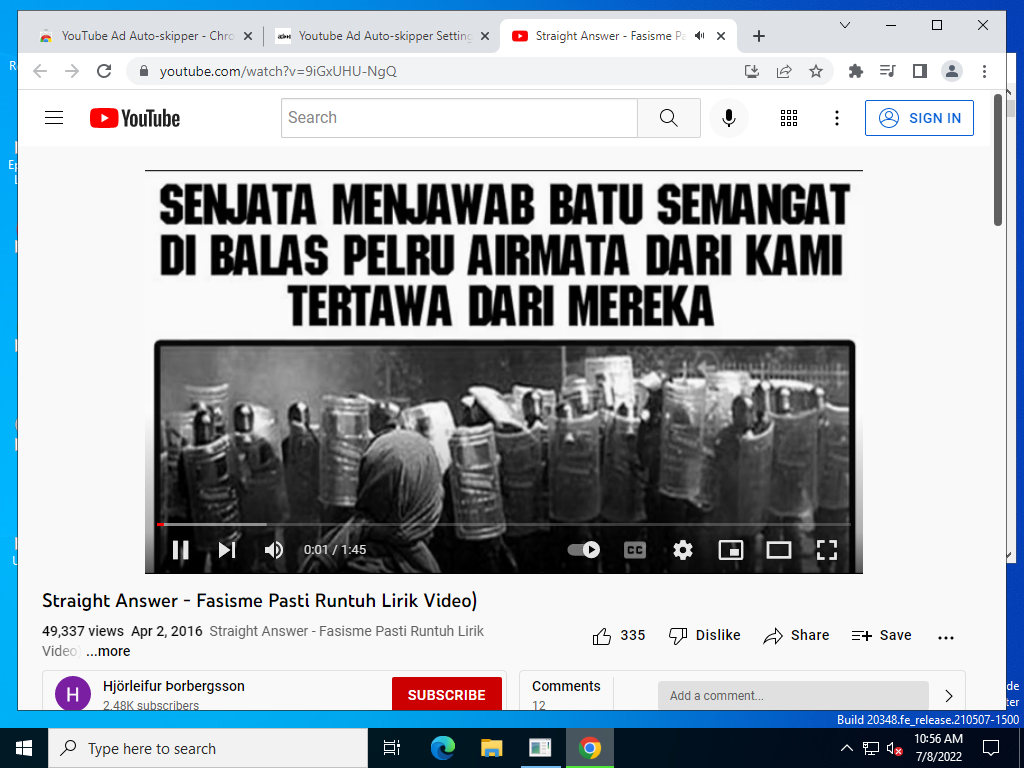 YouTube Ad Auto-skipper - Chro
Youtube Ad Auto-skipper Setting
Straight Answer - Fasisme Pa
youtube.com/watch?v=9iGxUHU-NgQ
YouTube
Search
SIGN IN
SENJATA MENJAWAB BATU SEMANGAT
DI BALAS PELRU AIRMATA DARI KAMI
TERTAWA DARI MEREKA
0:01 / 1:45
CC
Straight Answer - Fasisme Pasti Runtuh Lirik Video)
49,337 views Apr 2, 2016 Straight Answer - Fasisme Pasti Runtuh Lirik
Video) ...more
335
Dislike
Share
Save
H
Hjörleifur Þorbergsson
2.48K subscribers
SUBSCRIBE
Comments
12
Add a comment...
Build 20348.fe_release.210507-1500
Type here to search
10:56 AM
7/8/2022